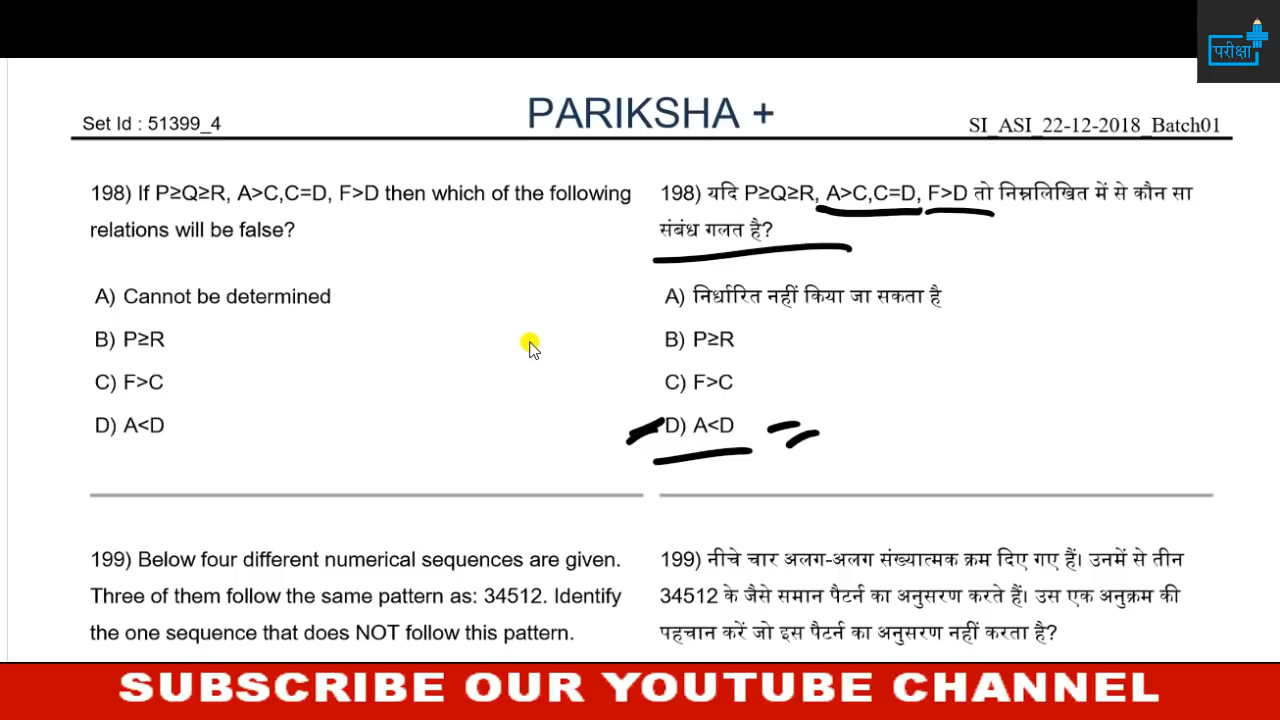 परीक्षा
PARIKSHA +
Set Id : 51399_4
SI_ASI_22-12-2018_Batch01
198) If P≥Q≥R, A>C,C=D, F>D then which of the following
relations will be false?
A) Cannot be determined
B) P≥R
C) F>C
D) A<D
198) यदि P≥Q≥R, A>C,C=D, F>D तो निम्नलिखित में से कौन सा
संबंध गलत है?
A) निर्धारित नहीं किया जा सकता है
B) P≥R
C) F>C
D) A<D
199) Below four different numerical sequences are given.
Three of them follow the same pattern as: 34512. Identify
the one sequence that does NOT follow this pattern.
199) नीचे चार अलग-अलग संख्यात्मक क्रम दिए गए हैं। उनमें से तीन
34512 के जैसे समान पैटर्न का अनुसरण करते हैं। उस एक अनुक्रम की
पहचान करें जो इस पैटर्न का अनुसरण नहीं करता है?
SUBSCRIBE OUR YOUTUBE CHANNEL